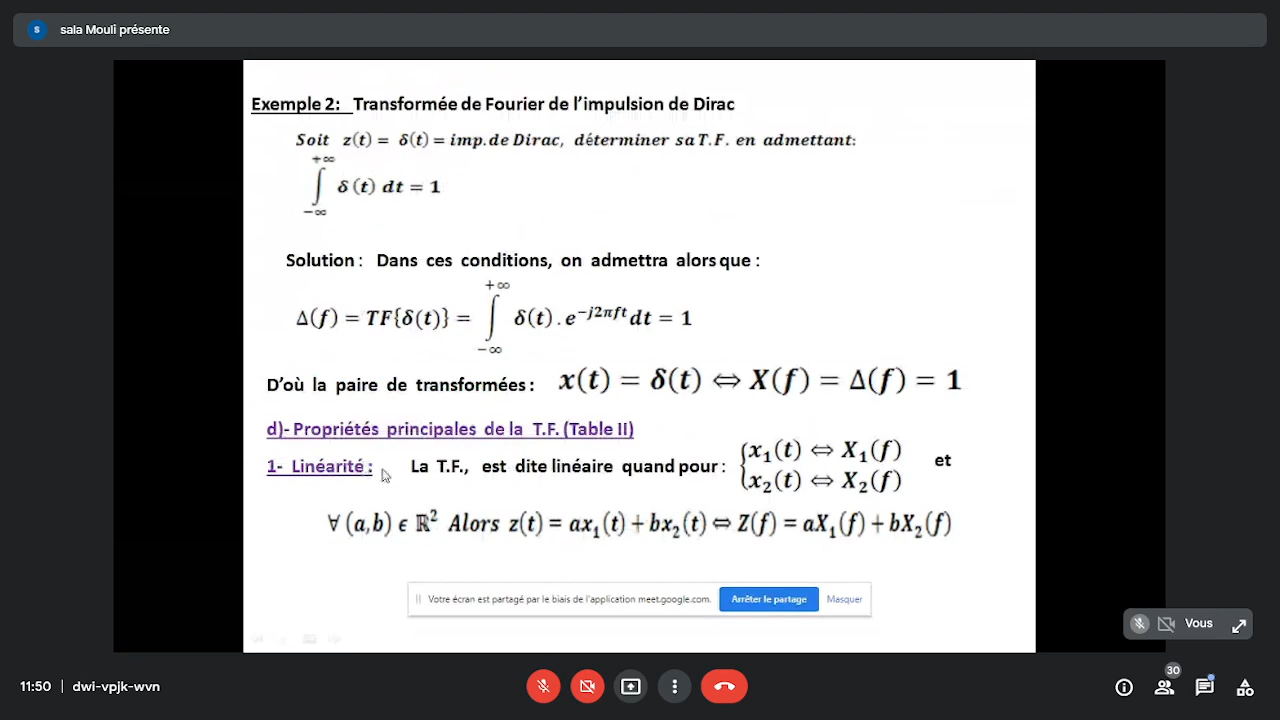 S sala Mouli présente
Exemple 2: Transformée de Fourier de l'impulsion de Dirac
Soit z(t) = δ(t) = imp.de Dirac, déterminer sa T.F. en admettant:
+∞
∫ δ (t) dt = 1
−∞
Solution : Dans ces conditions, on admettra alors que :
+∞
Δ(f) = TF{δ(t)} = ∫ δ(t) . e^{−j2πft} dt = 1
−∞
D'où la paire de transformées : x(t) = δ(t) ⇔ X(f) = Δ(f) = 1
d)- Propriétés principales de la T.F. (Table II)
1- Linéarité : La T.F., est dite linéaire quand pour : { x₁(t) ⇔ X₁(f) et
x₂(t) ⇔ X₂(f)
∀ (a,b) ϵ ℝ² Alors z(t) = ax₁(t) + bx₂(t) ⇔ Z(f) = aX₁(f) + bX₂(f)
Votre écran est partagé par le biais de l'application meet.google.com. Arrêter le partage Masquer
Vous
11:50 | dwi-vpjk-wvn
30